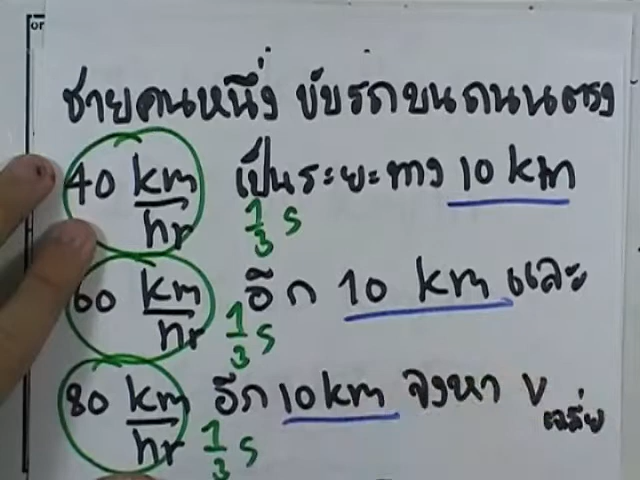 or
ชายคนหนึ่ง ขับรถบนถนนตรง
40 km/hr เป็นระยะทาง 10 km
1/3 s
60 km/hr อีก 10 km และ
1/3 s
80 km/hr อีก 10 km จงหา v เฉลี่ย
1/3 s